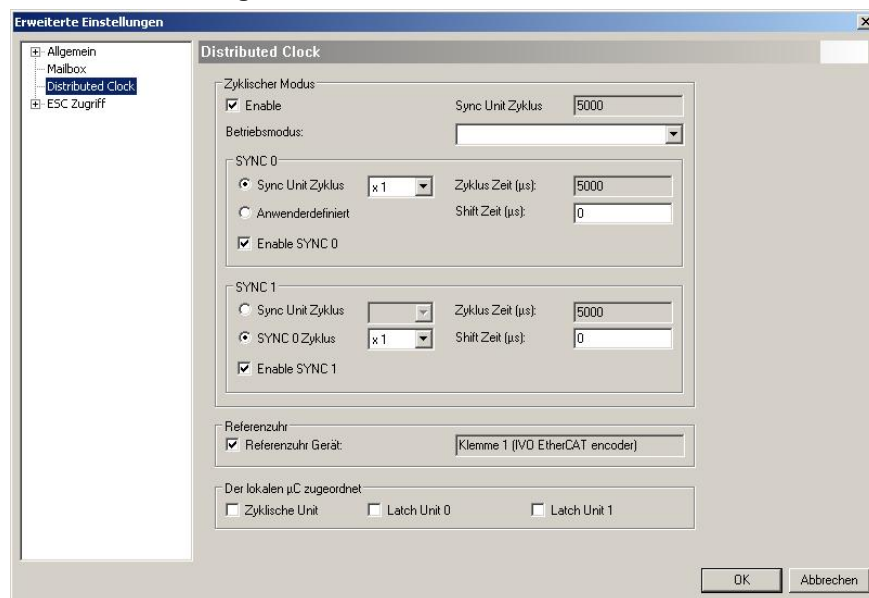 Erweiterte Einstellungen
Allgemein
Mailbox
Distributed Clock
ESC Zugriff
Distributed Clock
Zyklischer Modus
Enable
Sync Unit Zyklus
5000
Betriebsmodus:
SYNC 0
Sync Unit Zyklus
x 1
Zyklus Zeit (µs):
5000
Anwenderdefiniert
Shift Zeit (µs):
0
Enable SYNC 0
SYNC 1
Sync Unit Zyklus
Zyklus Zeit (µs):
5000
SYNC 0 Zyklus
x 1
Shift Zeit (µs):
0
Enable SYNC 1
Referenzuhr
Referenzuhr Gerät:
Klemme 1 (IVO EtherCAT encoder)
Der lokalen µC zugeordnet
Zyklische Unit
Latch Unit 0
Latch Unit 1
OK
Abbrechen